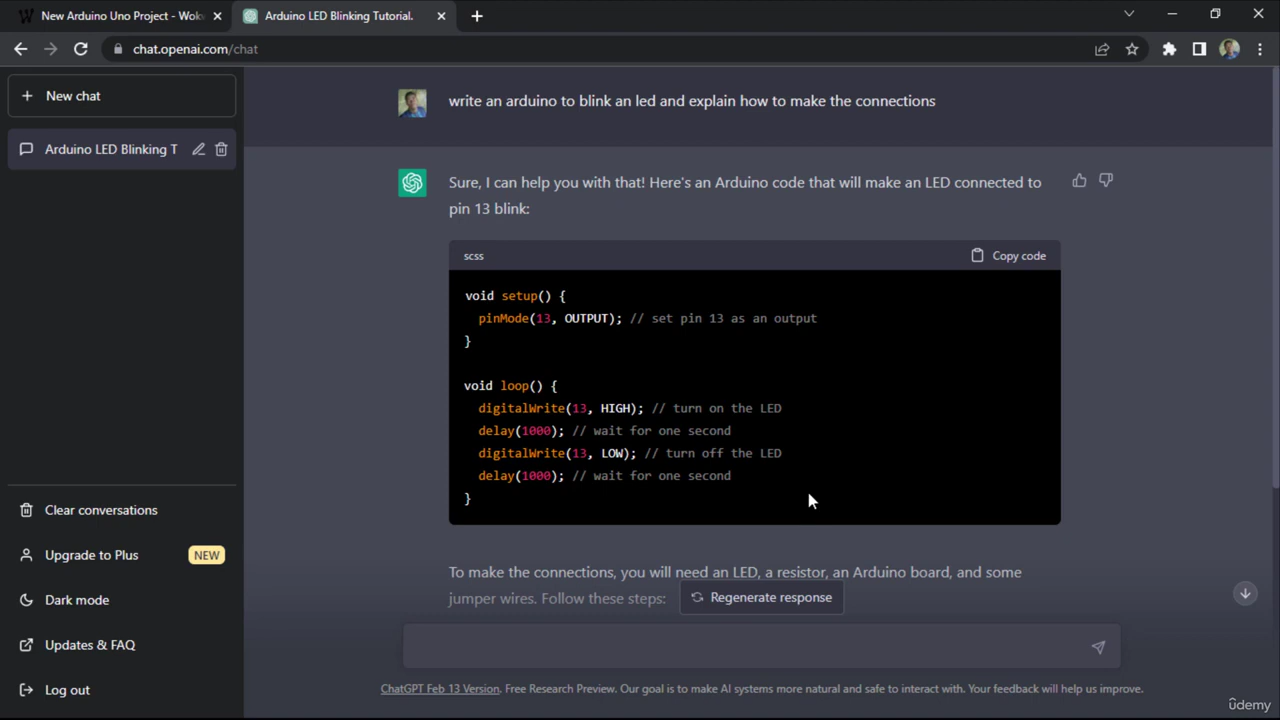 New Arduino Uno Project - Wokw
Arduino LED Blinking Tutorial.
chat.openai.com/chat
New chat
Arduino LED Blinking T
Clear conversations
Upgrade to Plus NEW
Dark mode
Updates & FAQ
Log out
write an arduino to blink an led and explain how to make the connections
Sure, I can help you with that! Here's an Arduino code that will make an LED connected to
pin 13 blink:
scss Copy code
void setup() {
pinMode(13, OUTPUT); // set pin 13 as an output
}
void loop() {
digitalWrite(13, HIGH); // turn on the LED
delay(1000); // wait for one second
digitalWrite(13, LOW); // turn off the LED
delay(1000); // wait for one second
}
To make the connections, you will need an LED, a resistor, an Arduino board, and some
jumper wires. Follow these steps:
Regenerate response
ChatGPT Feb 13 Version. Free Research Preview. Our goal is to make AI systems more natural and safe to interact with. Your feedback will help us improve.
ûdemy